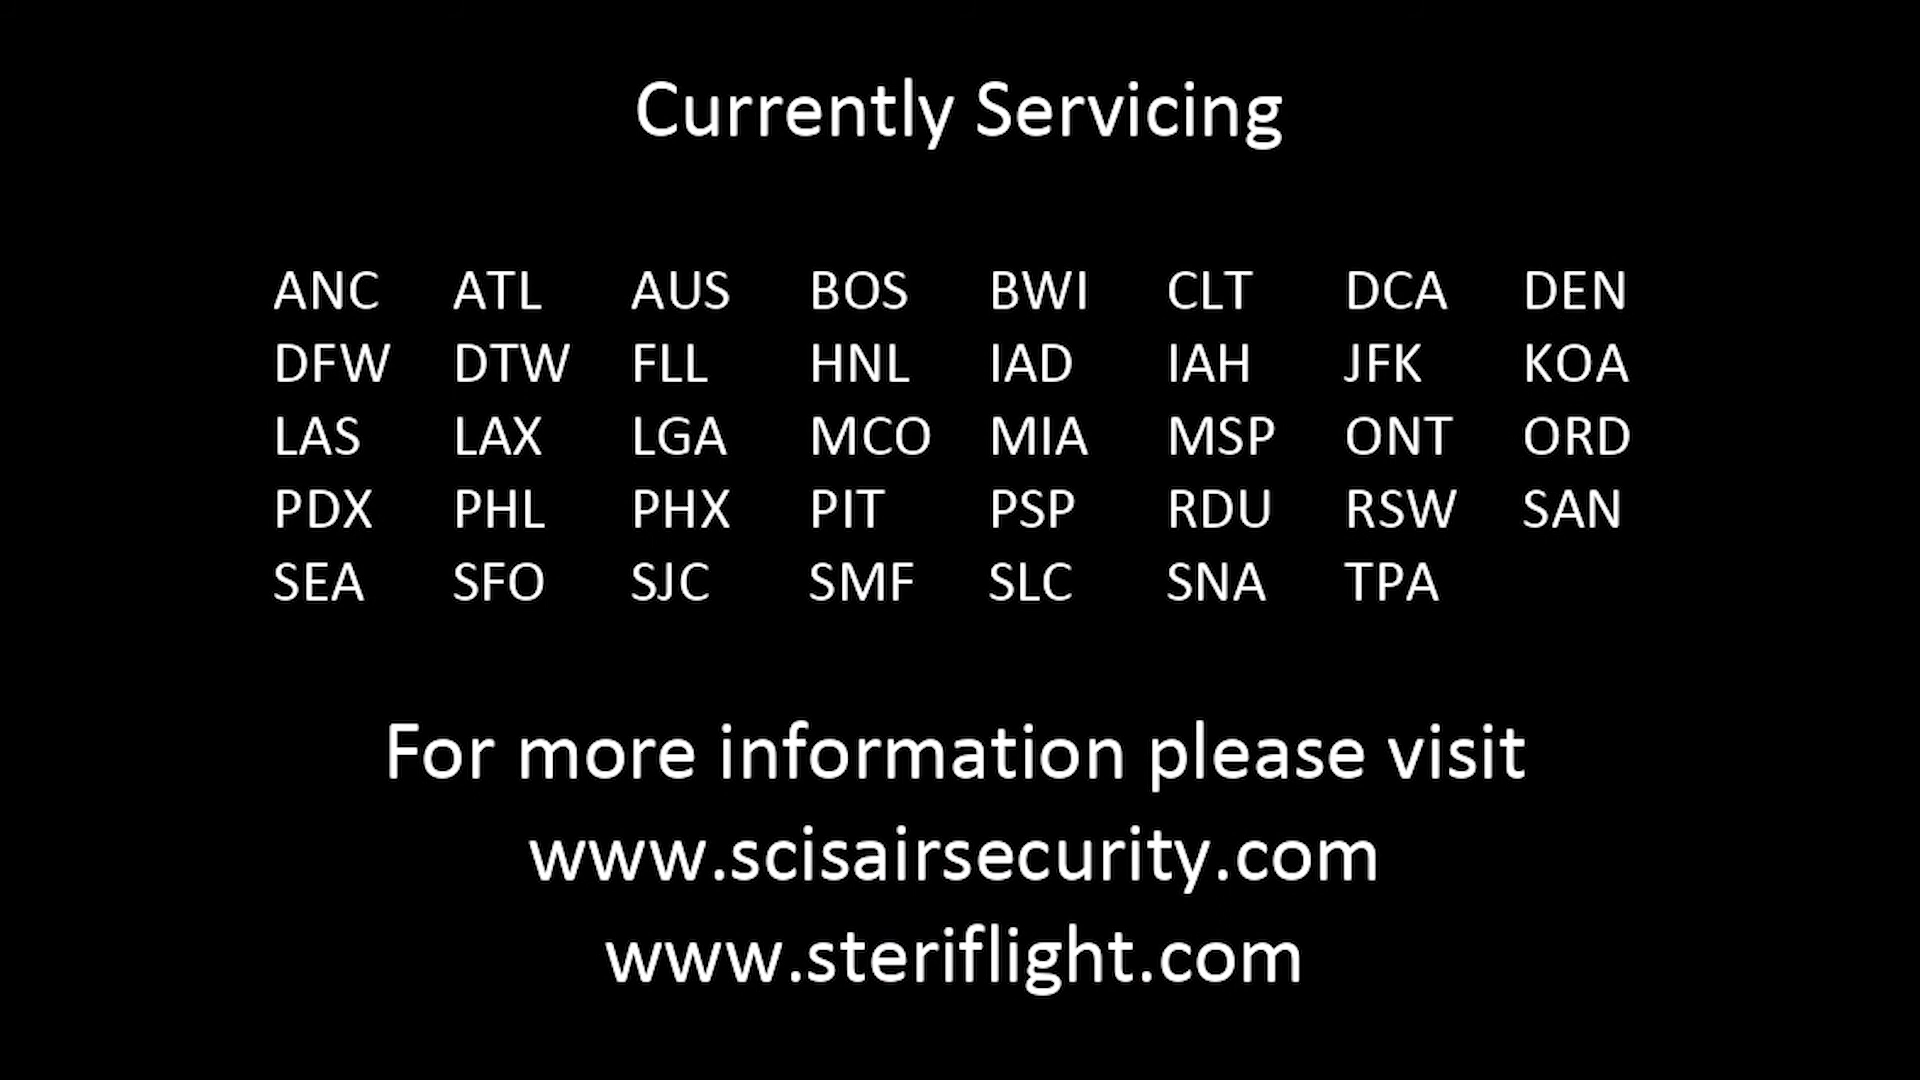 Currently Servicing
ANC ATL AUS BOS BWI CLT DCA DEN
DFW DTW FLL HNL IAD IAH JFK KOA
LAS LAX LGA MCO MIA MSP ONT ORD
PDX PHL PHX PIT PSP RDU RSW SAN
SEA SFO SJC SMF SLC SNA TPA
For more information please visit
www.scisairsecurity.com
www.steriflight.com